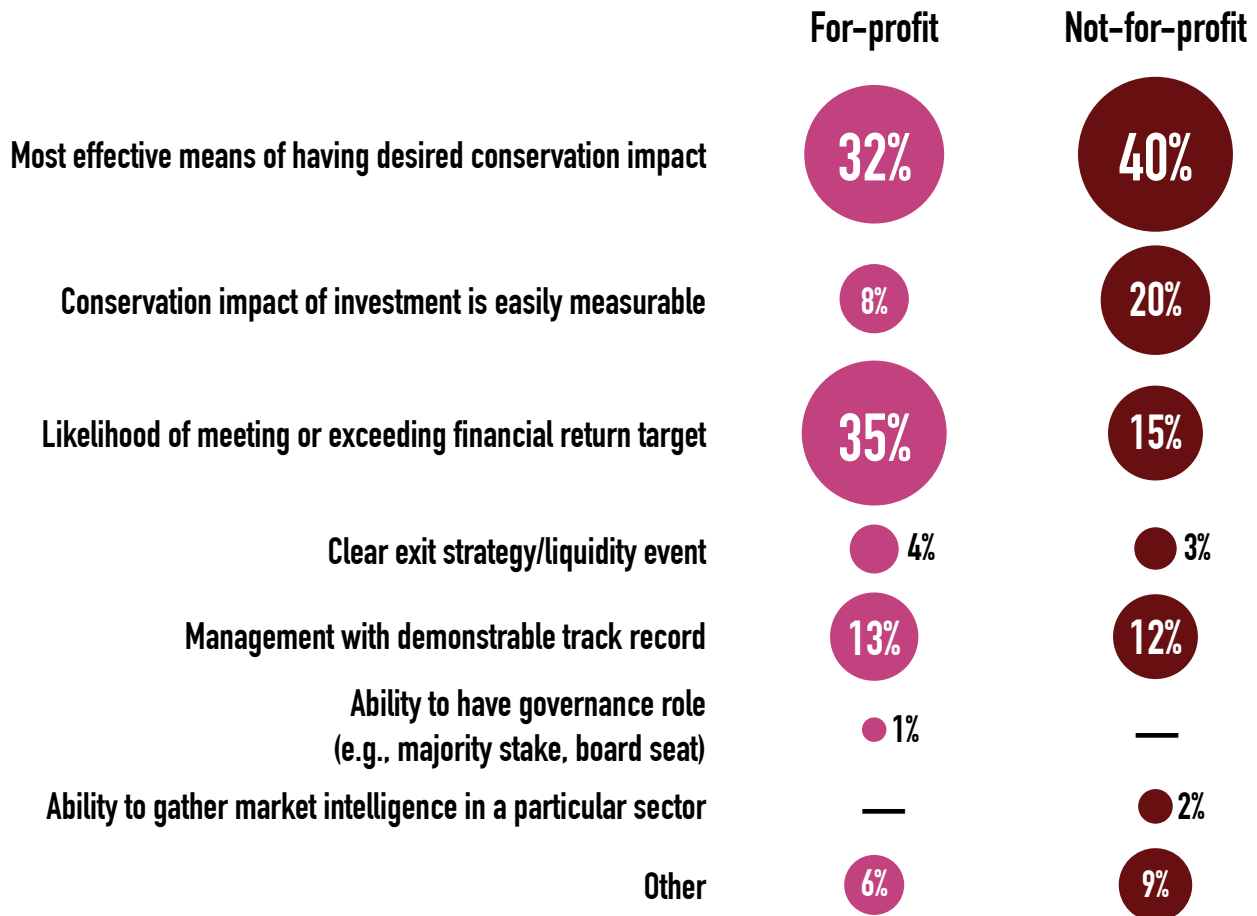 For-profit Not-for-profit
Most effective means of having desired conservation impact 32% 40%
Conservation impact of investment is easily measurable 8% 20%
Likelihood of meeting or exceeding financial return target 35% 15%
Clear exit strategy/liquidity event 4% 3%
Management with demonstrable track record 13% 12%
Ability to have governance role
(e.g., majority stake, board seat) 1% —
Ability to gather market intelligence in a particular sector — 2%
Other 6% 9%